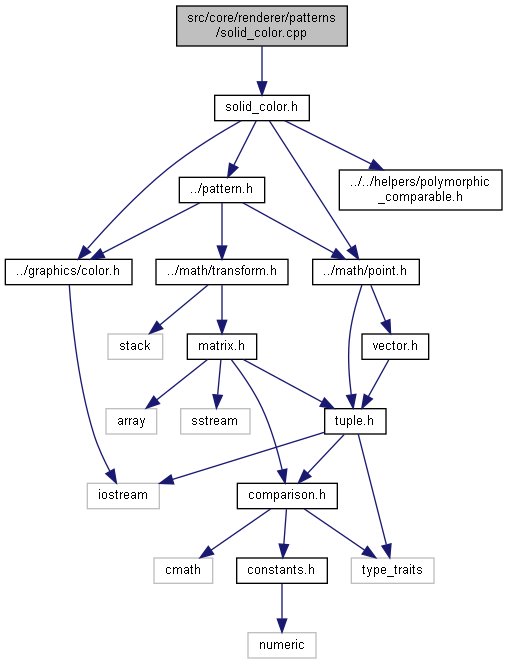 src/core/renderer/patterns
/solid_color.cpp
solid_color.h
../pattern.h
../../helpers/polymorphic
_comparable.h
../graphics/color.h
../math/transform.h
../math/point.h
stack
matrix.h
vector.h
array
sstream
tuple.h
iostream
comparison.h
cmath
constants.h
type_traits
numeric